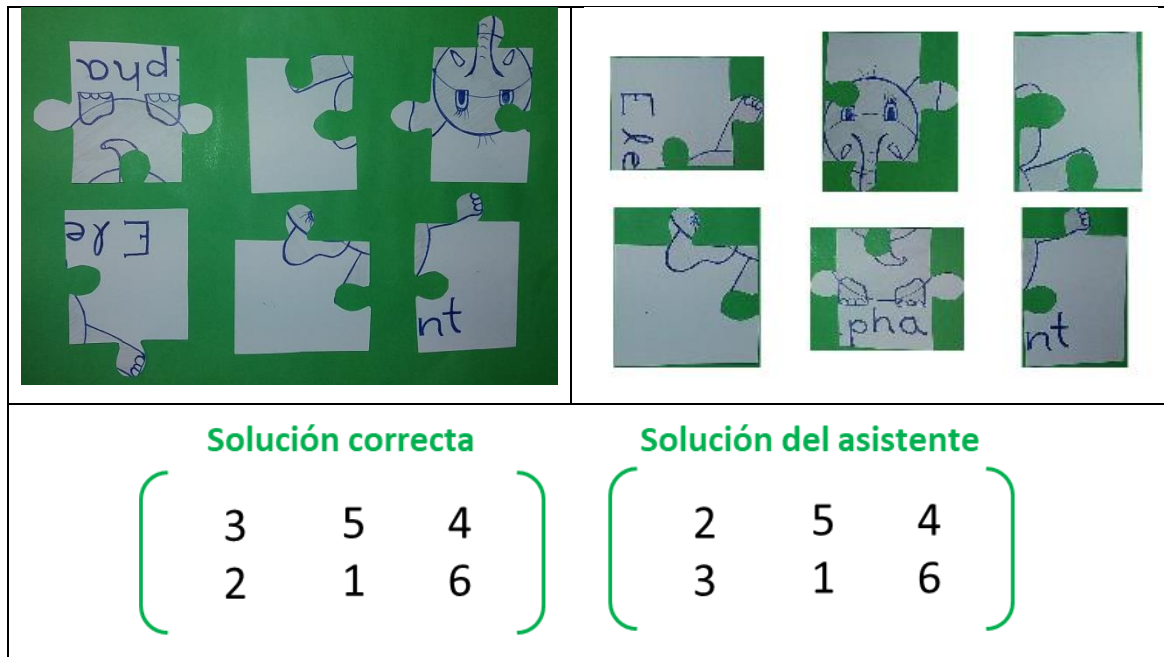 pha
Ele
nt
Ele
pha
nt
Solución correcta
Solución del asistente
3 5 4
2 1 6
2 5 4
3 1 6